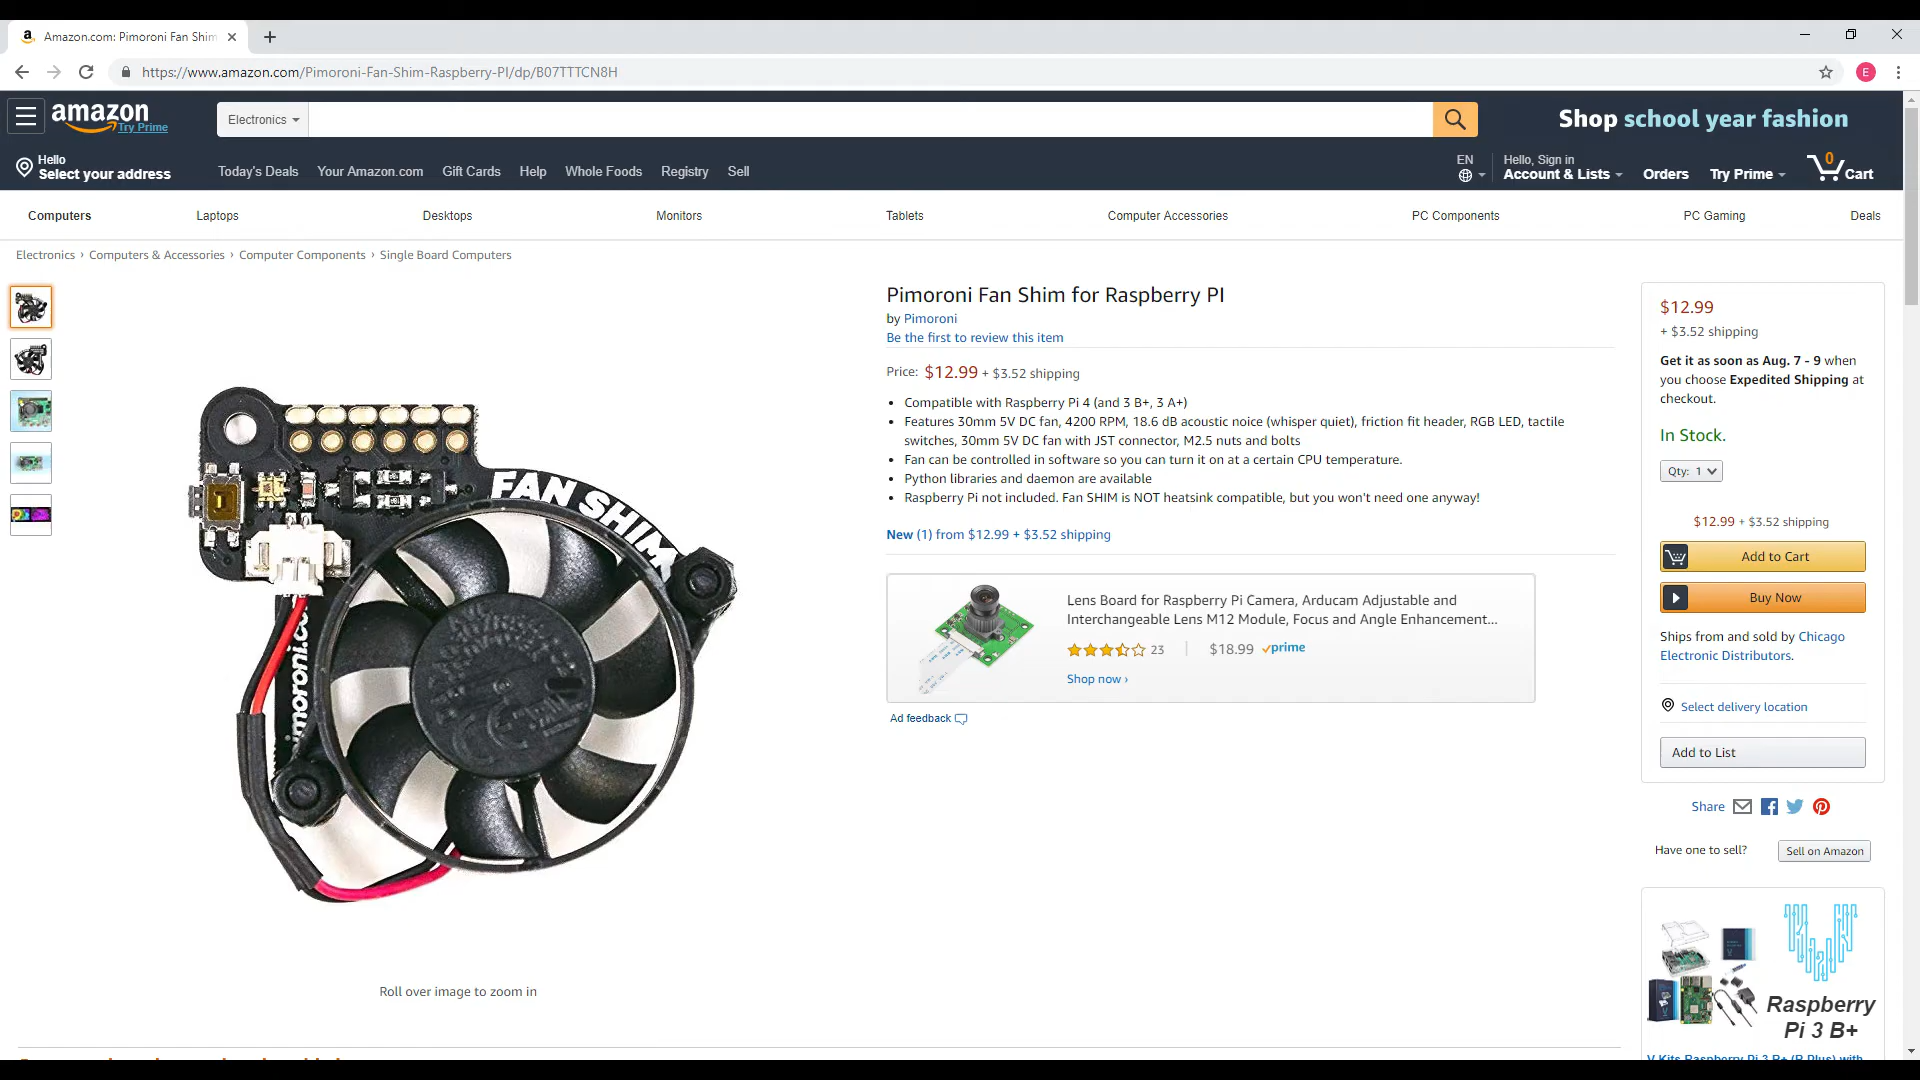 Amazon.com: Pimoroni Fan Shim
https://www.amazon.com/Pimoroni-Fan-Shim-Raspberry-PI/dp/B07TTTCN8H
E
amazon
Try Prime
Electronics
Shop school year fashion
Hello
Select your address
Today's Deals
Your Amazon.com
Gift Cards
Help
Whole Foods
Registry
Sell
EN
Hello, Sign in
Account & Lists
Orders
Try Prime
0
Cart
Computers
Laptops
Desktops
Monitors
Tablets
Computer Accessories
PC Components
PC Gaming
Deals
Electronics › Computers & Accessories › Computer Components › Single Board Computers
FAN SHIM
imoroni.co
Roll over image to zoom in
Pimoroni Fan Shim for Raspberry PI
by Pimoroni
Be the first to review this item
Price: $12.99 + $3.52 shipping
• Compatible with Raspberry Pi 4 (and 3 B+, 3 A+)
• Features 30mm 5V DC fan, 4200 RPM, 18.6 dB acoustic noice (whisper quiet), friction fit header, RGB LED, tactile
switches, 30mm 5V DC fan with JST connector, M2.5 nuts and bolts
• Fan can be controlled in software so you can turn it on at a certain CPU temperature.
• Python libraries and daemon are available
• Raspberry Pi not included. Fan SHIM is NOT heatsink compatible, but you won't need one anyway!
New (1) from $12.99 + $3.52 shipping
Lens Board for Raspberry Pi Camera, Arducam Adjustable and
Interchangeable Lens M12 Module, Focus and Angle Enhancement...
23 | $18.99 prime
Shop now ›
Ad feedback
$12.99
+ $3.52 shipping
Get it as soon as Aug. 7 - 9 when
you choose Expedited Shipping at
checkout.
In Stock.
Qty: 1
$12.99 + $3.52 shipping
Add to Cart
Buy Now
Ships from and sold by Chicago
Electronic Distributors.
Select delivery location
Add to List
Share
Have one to sell?
Sell on Amazon
Raspberry
Pi 3 B+
V-Kits Raspberry Pi 3 B+ (B Plus) with